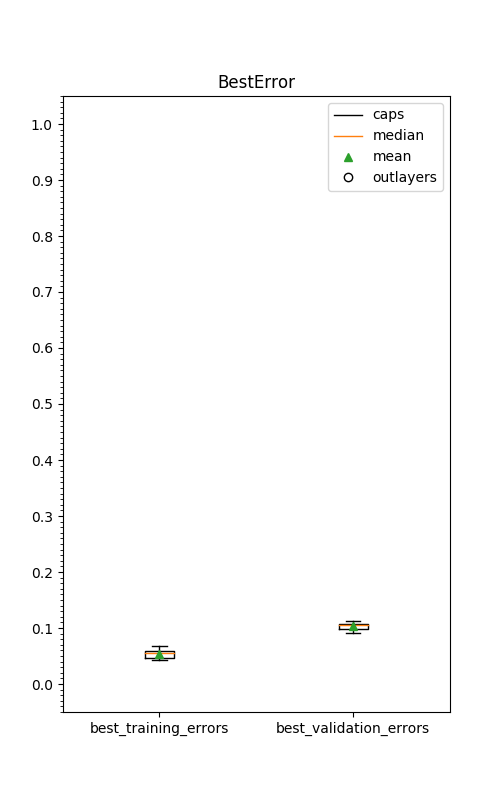 BestError
caps
median
mean
outlayers
1.0
0.9
0.8
0.7
0.6
0.5
0.4
0.3
0.2
0.1
0.0
best_training_errors
best_validation_errors